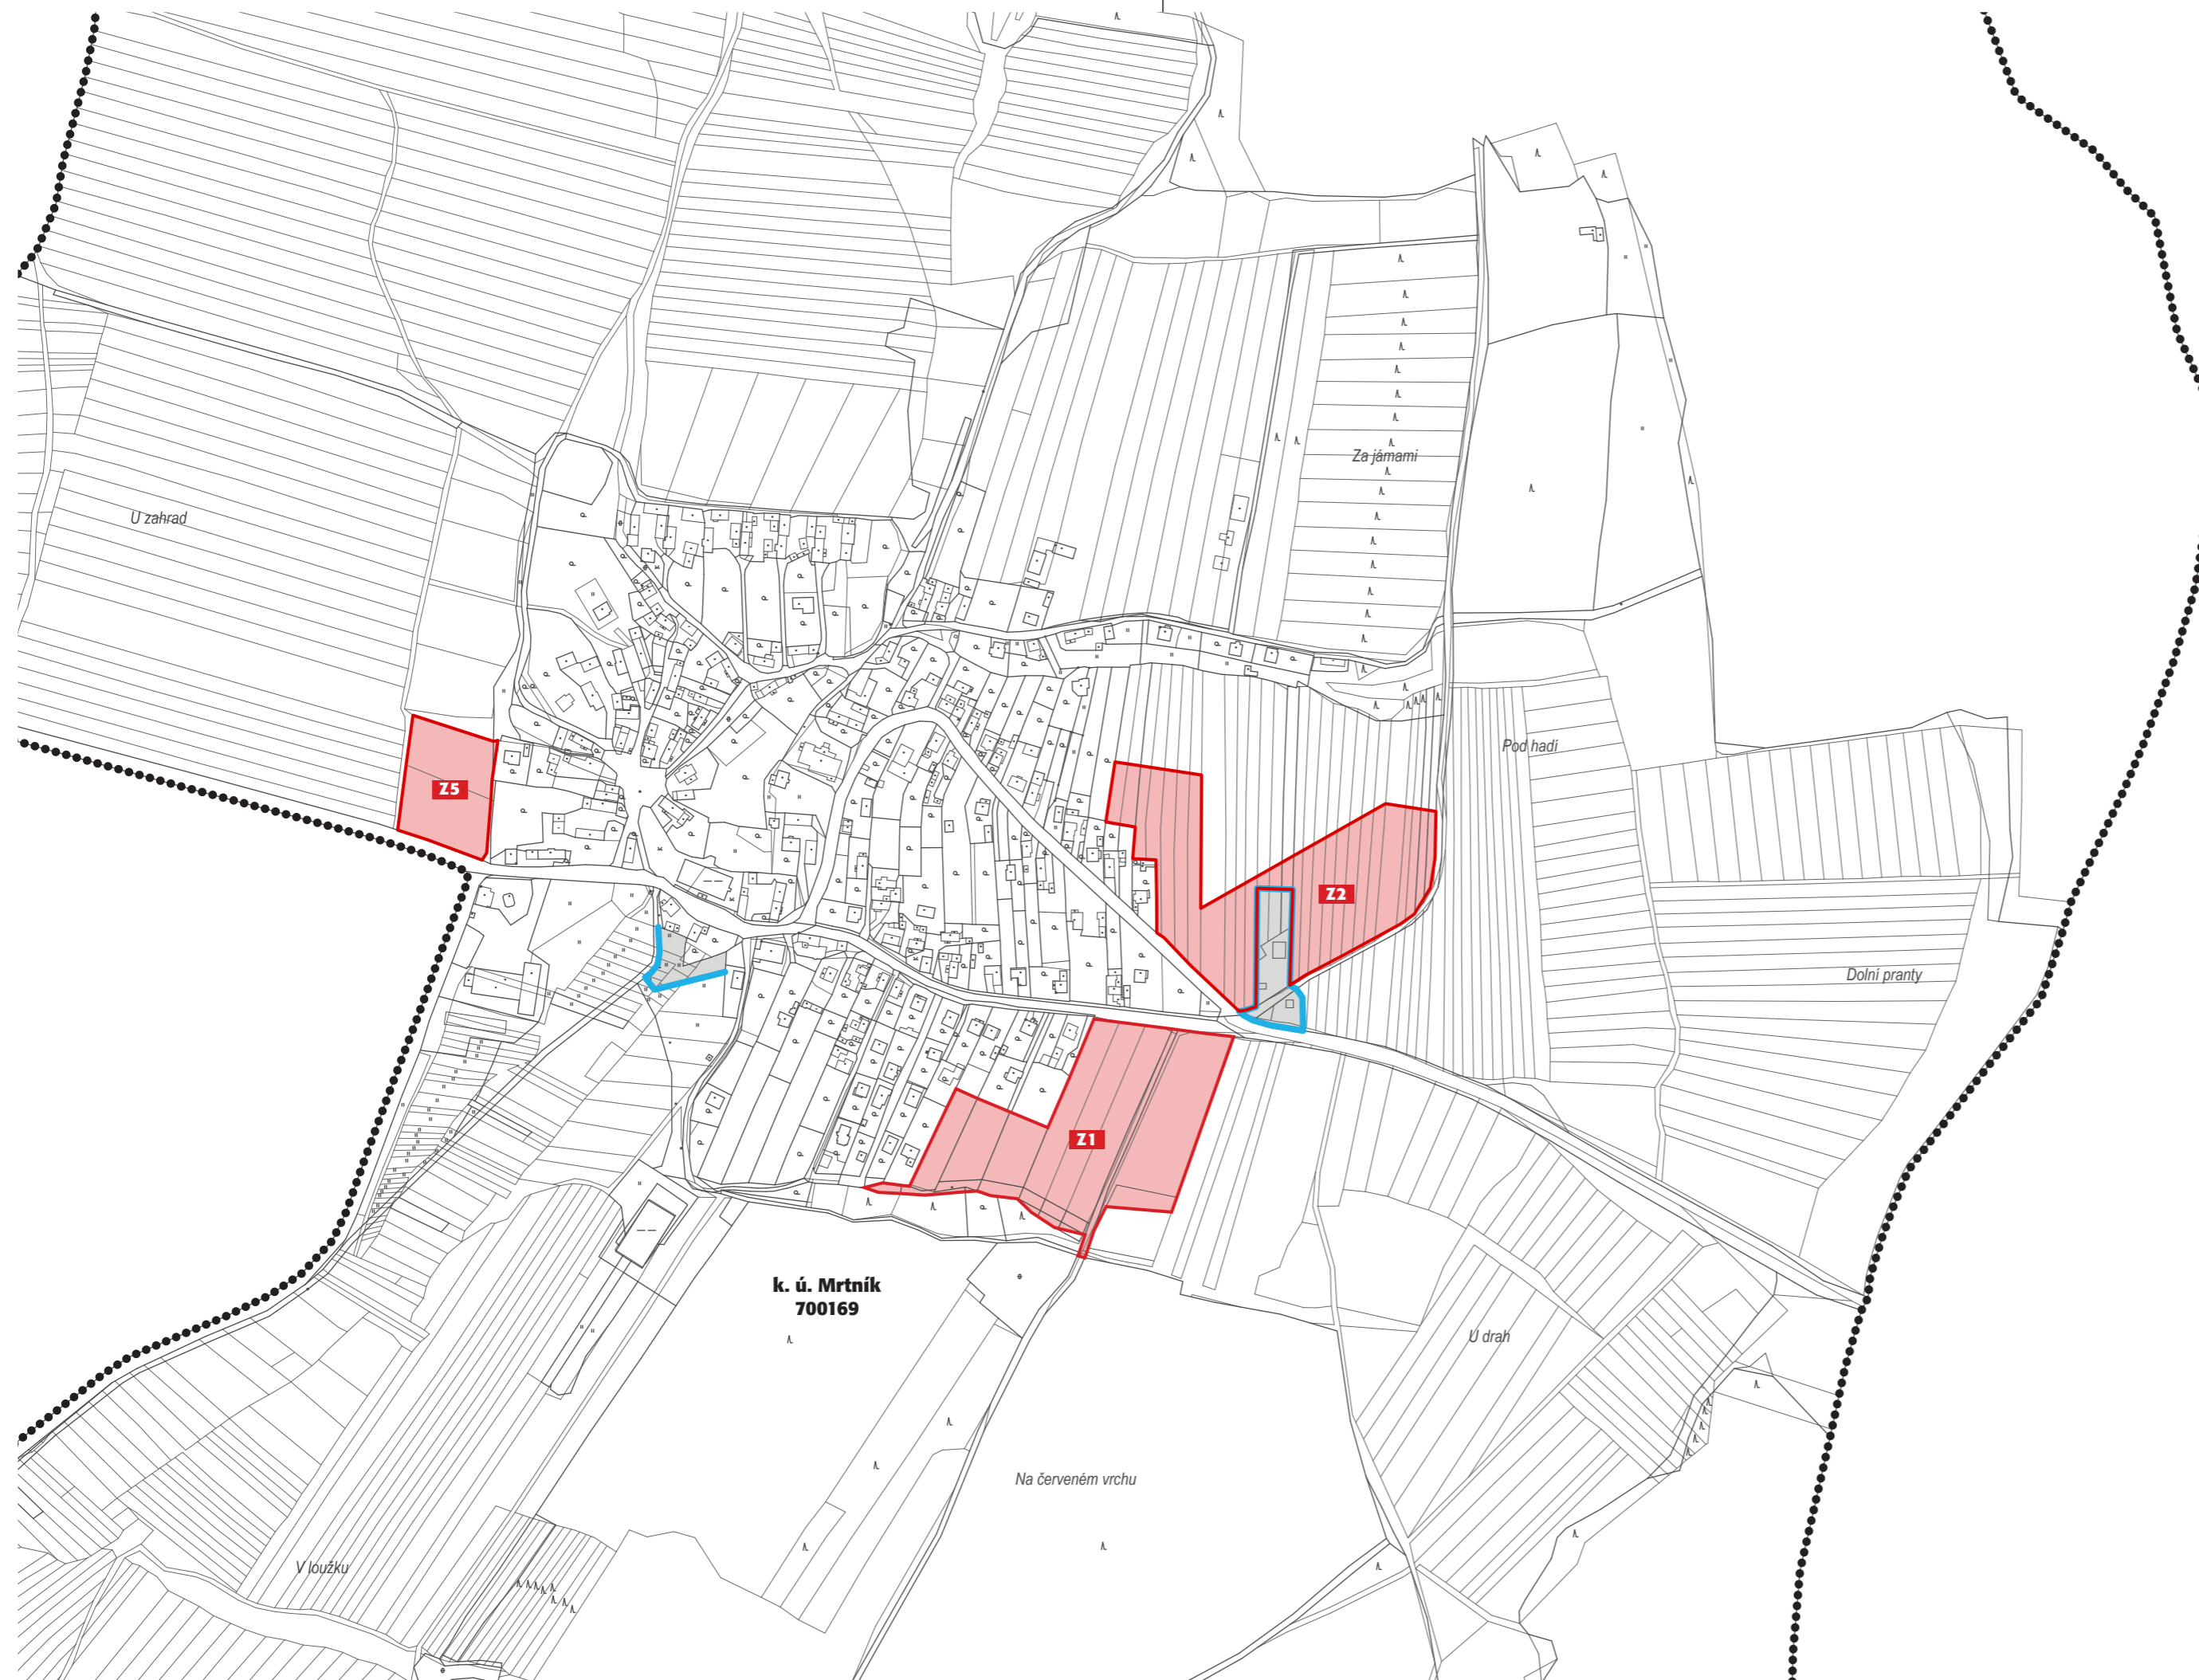 Za jámami
U zahrad
Pod hadí
Z5
Z2
Dolní pranty
Z1
k. ú. Mrtník
700169
U drah
Na červeném vrchu
V loužku